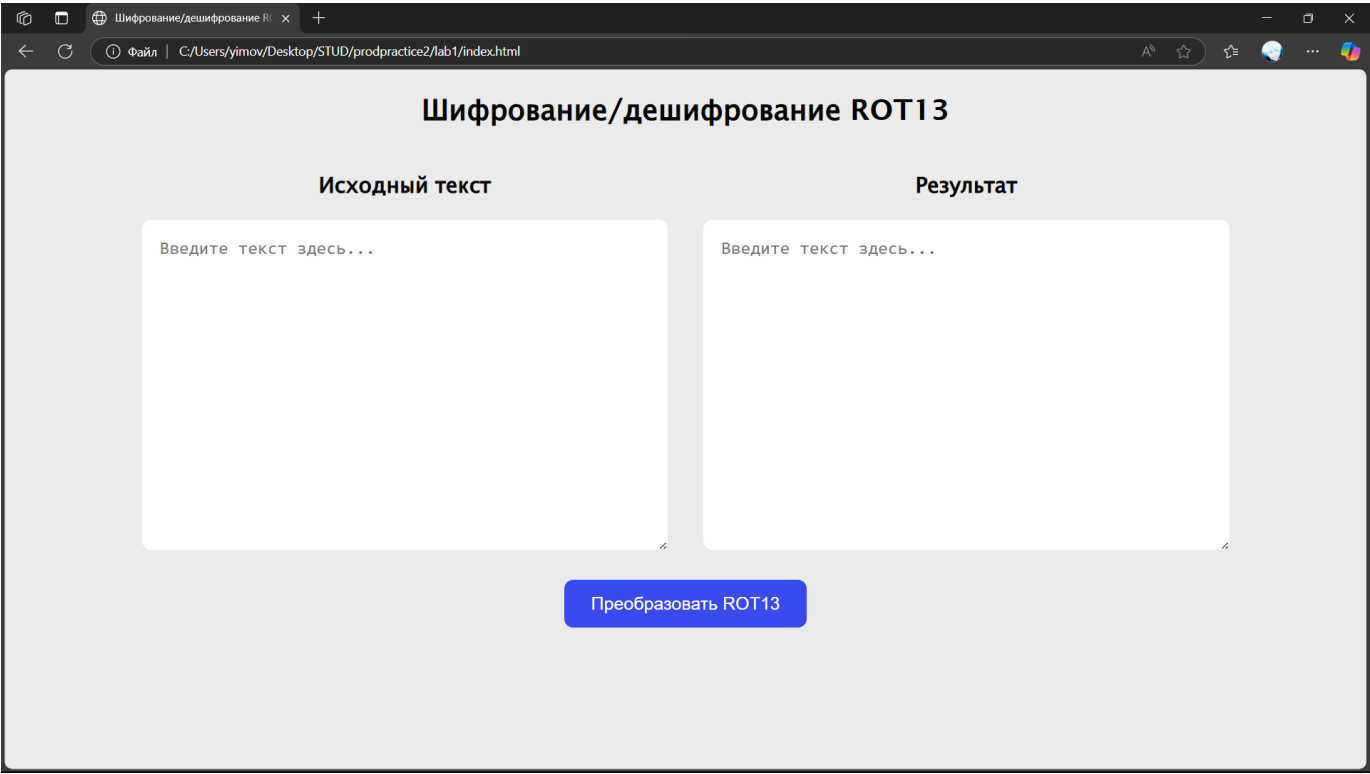 Шифрование/дешифрование RO
Файл | C:/Users/yimov/Desktop/STUD/prodpractice2/lab1/index.html
Шифрование/дешифрование ROT13
Исходный текст
Результат
Введите текст здесь...
Введите текст здесь...
Преобразовать ROT13